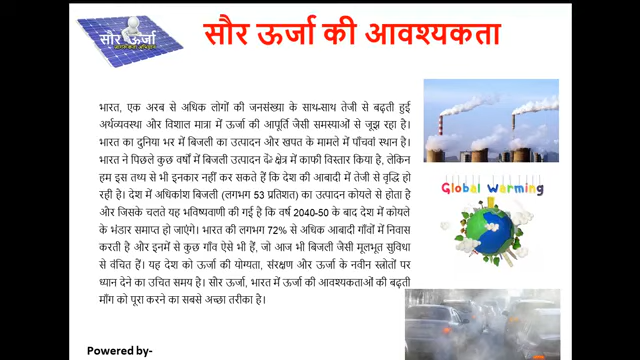 सौर ऊर्जा
सौर ऊर्जा की आवश्यकता
भारत, एक अरब से अधिक लोगों की जनसंख्या के साथ-साथ तेजी से बढ़ती हुई
अर्थव्यवस्था ओर विशाल मात्रा में ऊर्जा की आपूर्ति जैसी समस्याओं से जूझ रहा है।
भारत का दुनिया भर में बिजली का उत्पादन ओर खपत के मामले में पाँचवां स्थान है।
भारत ने पिछले कुछ वर्षों में बिजली उत्पादन के क्षेत्र में काफी विस्तार किया है, लेकिन
हम इस तथ्य से भी इनकार नहीं कर सकते हैं कि देश की आबादी में तेजी से वृद्धि हो
रही है। देश में अधिकांश बिजली (लगभग 53 प्रतिशत) का उत्पादन कोयले से होता है
ओर जिसके चलते यह भविष्यवाणी की गई है कि वर्ष 2040-50 के बाद देश में कोयले
के भंडार समाप्त हो जाएंगे। भारत की लगभग 72% से अधिक आबादी गाँवों में निवास
करती है ओर इनमें से कुछ गाँव ऐसे भी हैं, जो आज भी बिजली जैसी मूलभूत सुविधा
से वंचित हैं। यह देश को ऊर्जा की योग्यता, संरक्षण ओर ऊर्जा के नवीन स्त्रोतों पर
ध्यान देने का उचित समय है। सोर ऊर्जा, भारत में ऊर्जा की आवश्यकताओं की बढ़ती
माँग को पूरा करने का सबसे अच्छा तरीका है।
Global Warming
Powered by-